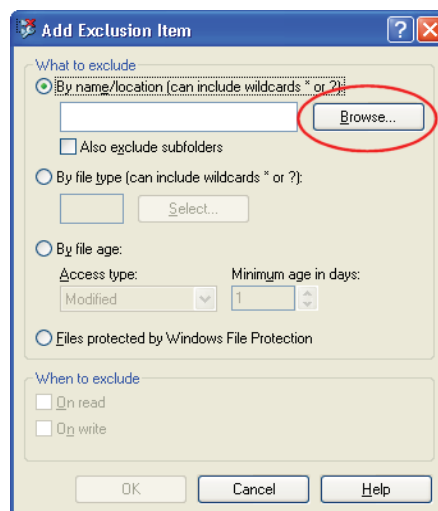 Add Exclusion Item
What to exclude
By name/location (can include wildcards * or ?):
Browse...
Also exclude subfolders
By file type (can include wildcards * or ?):
Select...
By file age:
Access type: Minimum age in days:
Modified 1
Files protected by Windows File Protection
When to exclude
On read
On write
OK Cancel Help